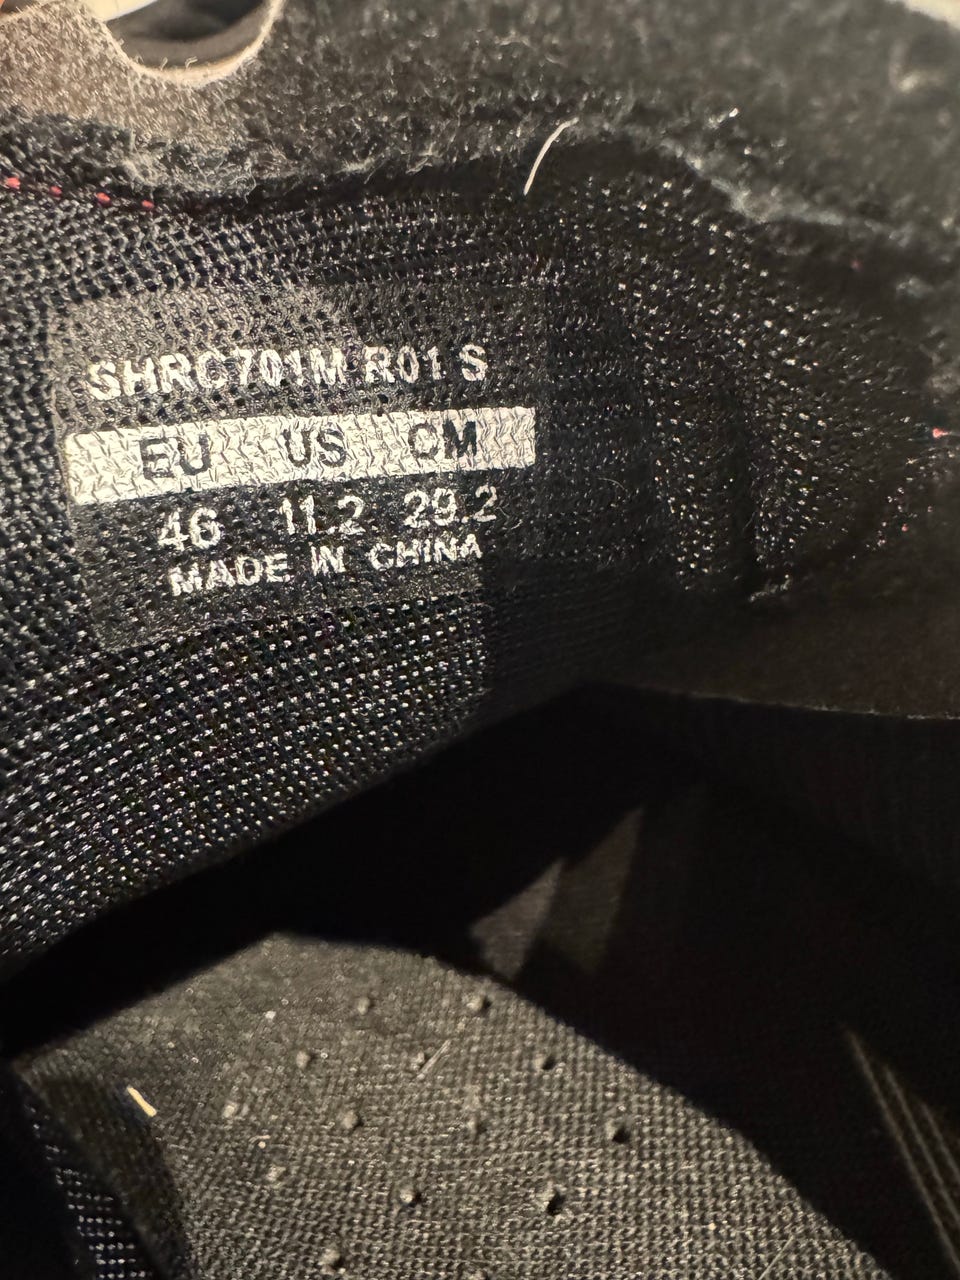 SHRC701M R01 S
EU US CM
46 11.2 29.2
MADE IN CHINA